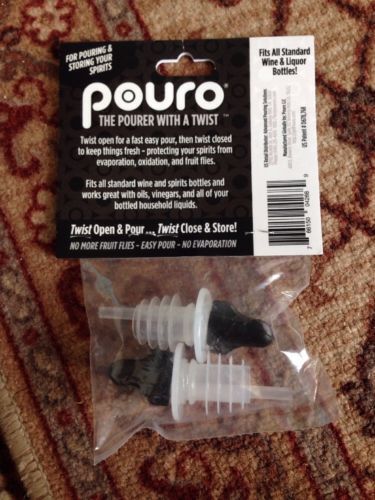 FOR POURING &
STORING YOUR
SPIRITS
pouro®
THE POURER WITH A TWIST™
Twist open for a fast easy pour, then twist closed
to keep things fresh – protecting your spirits from
evaporation, oxidation, and fruit flies.
Fits all standard wine and spirits bottles and
works great with oils, vinegars, and all of your
bottled household liquids.
Twist Open & Pour ... Twist Close & Store!
NO MORE FRUIT FLIES – EASY POUR – NO EVAPORATION
Fits All Standard
Wine & Liquor
Bottles!